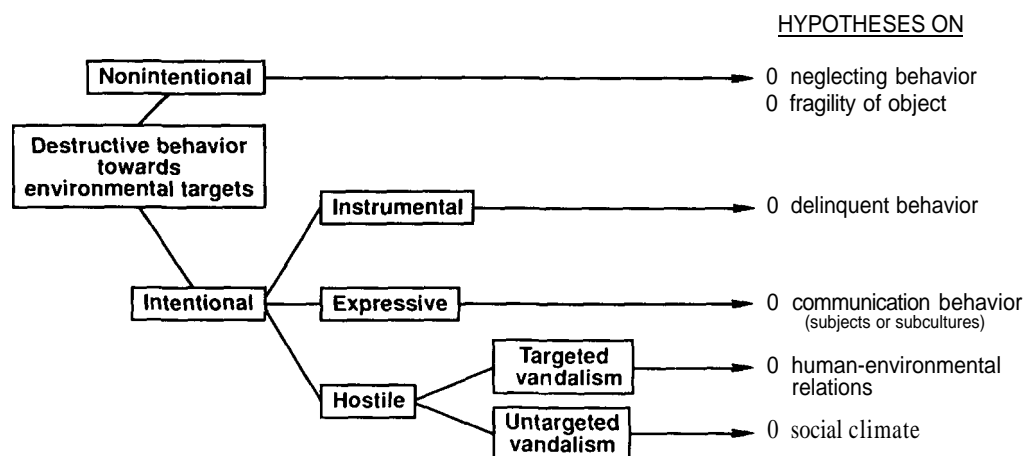 HYPOTHESES ON
Nonintentional
0 neglecting behavior
0 fragility of object
Destructive behavior
towards
environmental targets
Instrumental
0 delinquent behavior
Intentional
Expressive
0 communication behavior
(subjects or subcultures)
Hostile
Targeted
vandalism
0 human-environmental
relations
Untargeted
vandalism
0 social climate